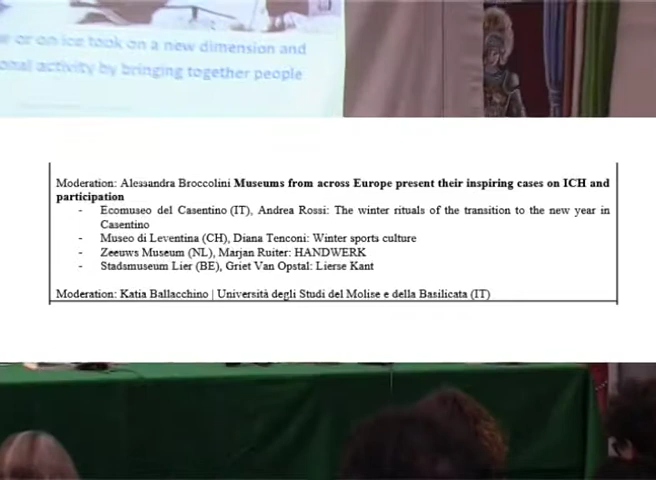 or on ice took on a new dimension and
onal activity by bringing together people
Moderation: Alessandra Broccolini Museums from across Europe present their inspiring cases on ICH and
participation
- Ecomuseo del Casentino (IT), Andrea Rossi: The winter rituals of the transition to the new year in
Casentino
- Museo di Leventina (CH), Diana Tenconi: Winter sports culture
- Zeeuws Museum (NL), Marjan Ruiter: HANDWERK
- Stadsmuseum Lier (BE), Griet Van Opstal: Lierse Kant
Moderation: Katia Ballacchino | Università degli Studi del Molise e della Basilicata (IT)